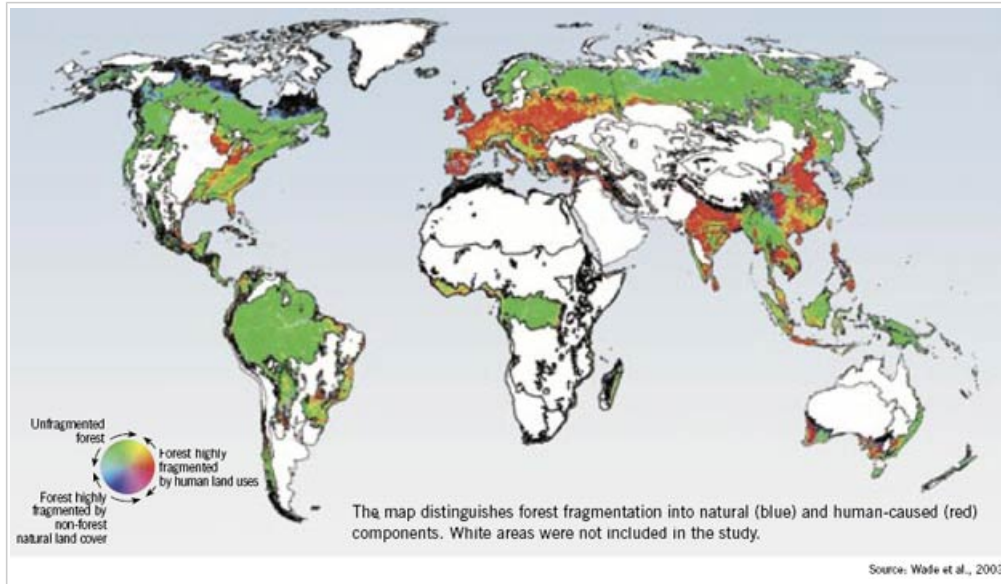 Unfragmented
forest
Forest highly
fragmented
by human land uses
Forest highly
fragmented by
non-forest
natural land cover
The map distinguishes forest fragmentation into natural (blue) and human-caused (red)
components. White areas were not included in the study.
Source: Wade et al., 2003